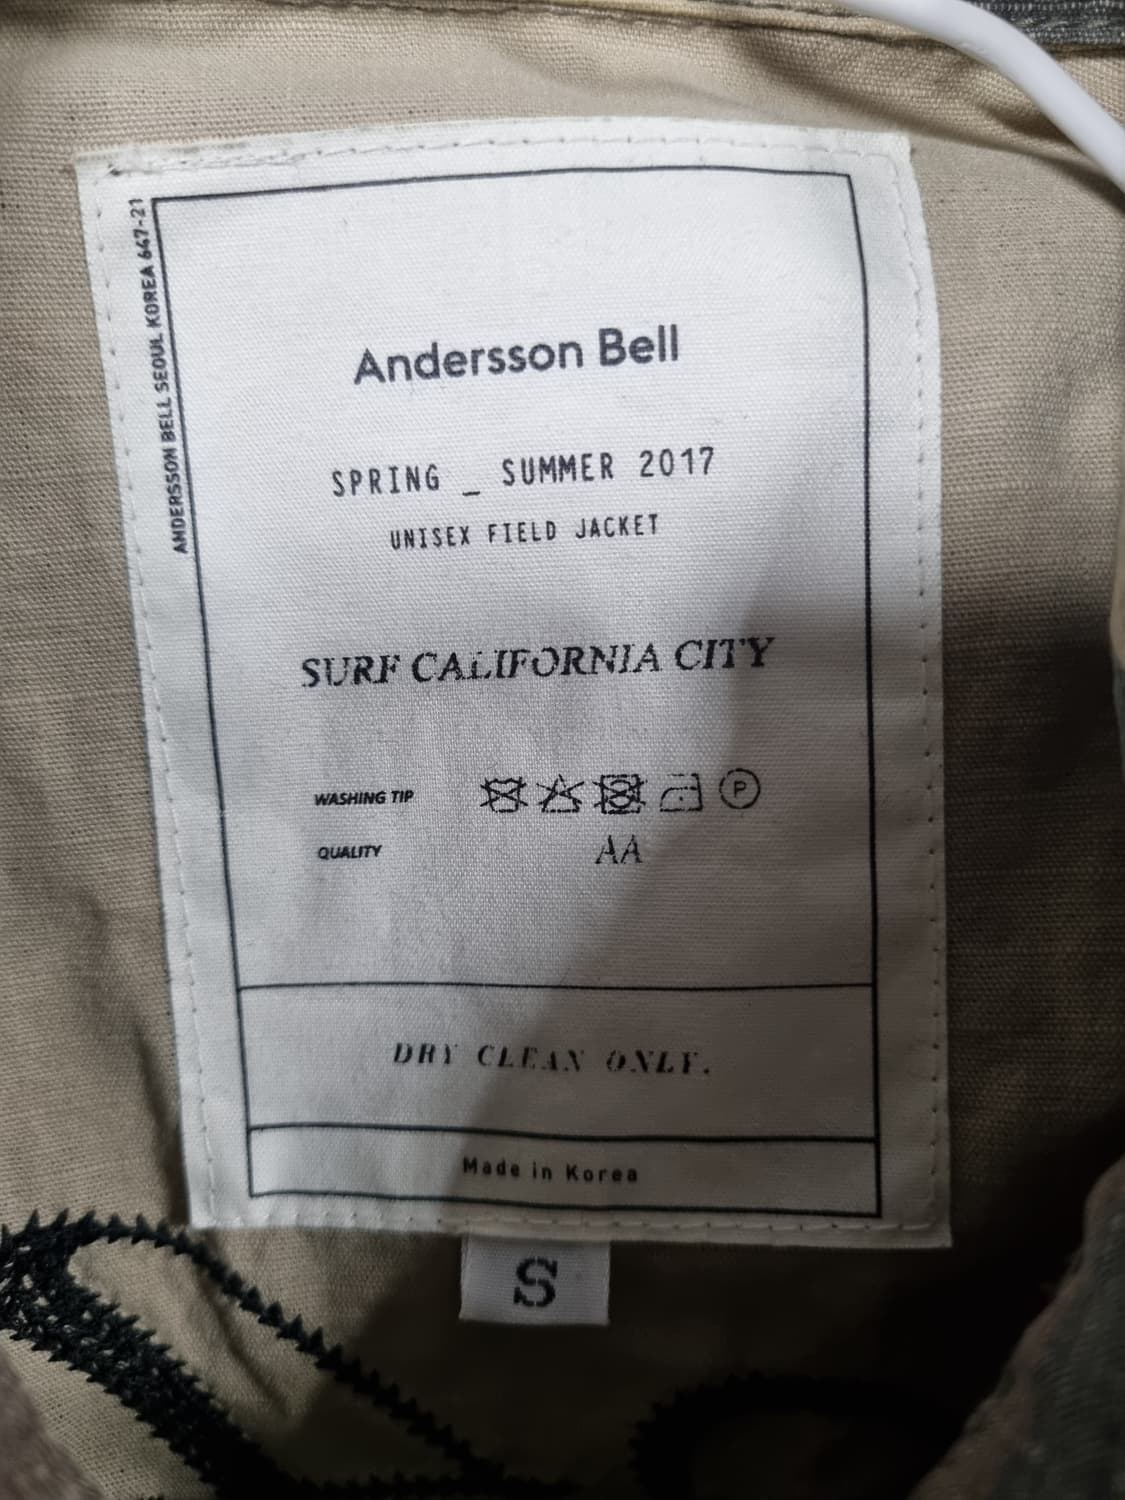 ANDERSSON BELL SEOUL KOREA 647-21
Andersson Bell
SPRING _ SUMMER 2017
UNISEX FIELD JACKET
SURF CALIFORNIA CITY
WASHING TIP P
QUALITY AA
DRY CLEAN ONLY.
Made in Korea
S